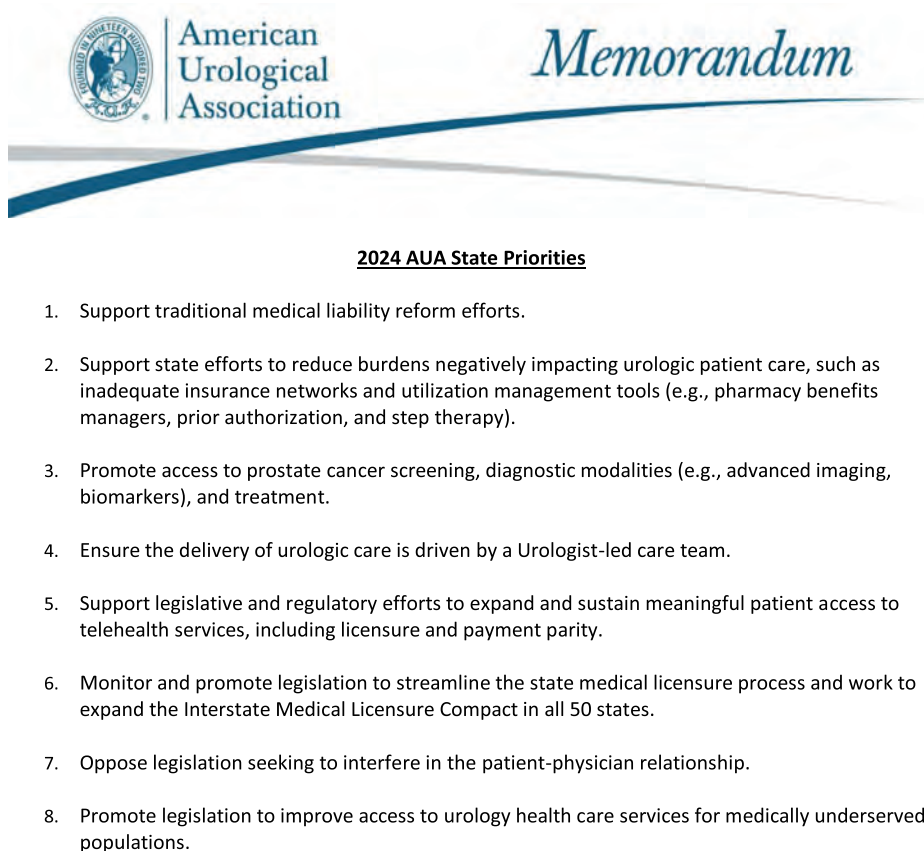 FOUNDED IN NINETEEN HUNDRED TWO
A.U.A.
®
American
Urological
Association
Memorandum
2024 AUA State Priorities
1. Support traditional medical liability reform efforts.
2. Support state efforts to reduce burdens negatively impacting urologic patient care, such as
inadequate insurance networks and utilization management tools (e.g., pharmacy benefits
managers, prior authorization, and step therapy).
3. Promote access to prostate cancer screening, diagnostic modalities (e.g., advanced imaging,
biomarkers), and treatment.
4. Ensure the delivery of urologic care is driven by a Urologist-led care team.
5. Support legislative and regulatory efforts to expand and sustain meaningful patient access to
telehealth services, including licensure and payment parity.
6. Monitor and promote legislation to streamline the state medical licensure process and work to
expand the Interstate Medical Licensure Compact in all 50 states.
7. Oppose legislation seeking to interfere in the patient-physician relationship.
8. Promote legislation to improve access to urology health care services for medically underserved
populations.